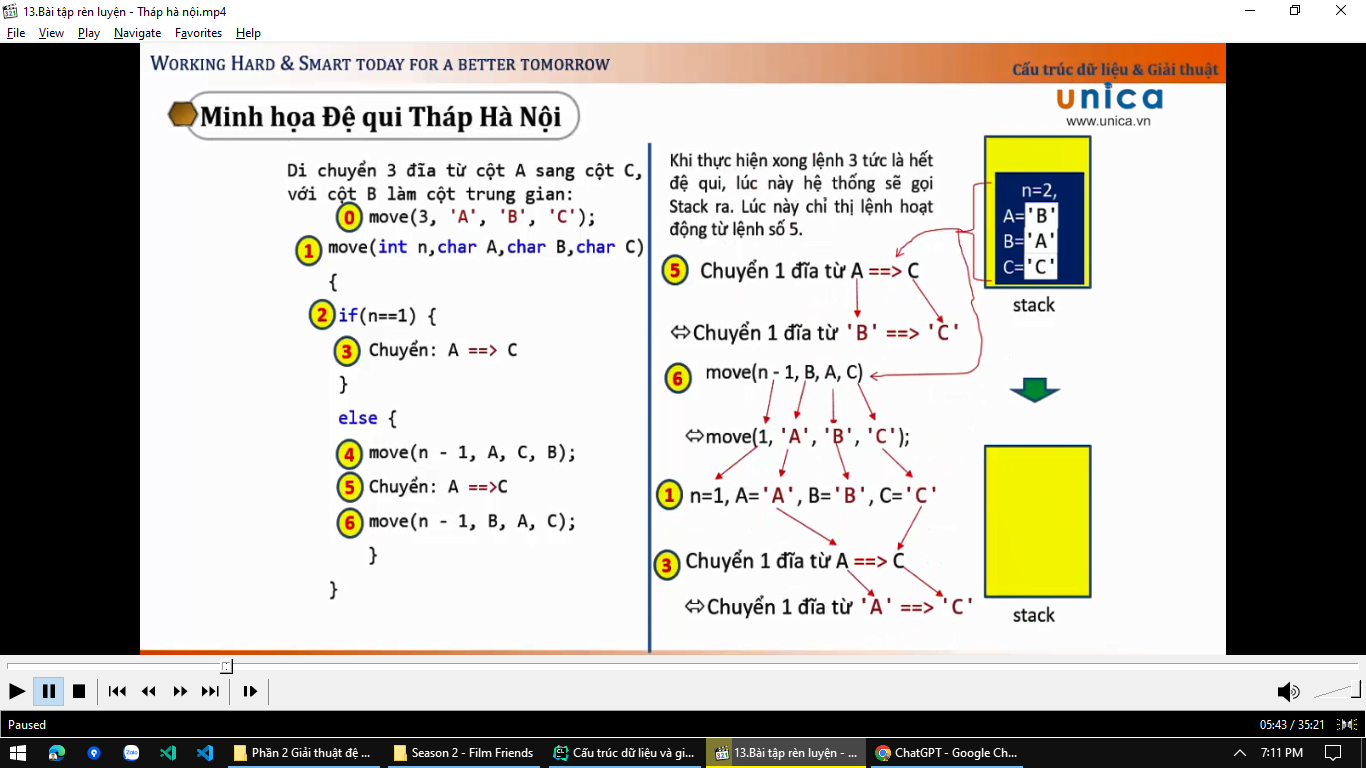 13.Bài tập rèn luyện - Tháp hà nội.mp4
File View Play Navigate Favorites Help
WORKING HARD & SMART TODAY FOR A BETTER TOMORROW
Cấu trúc dữ liệu & Giải thuật
unica
www.unica.vn
Minh họa Đệ qui Tháp Hà Nội
Di chuyển 3 đĩa từ cột A sang cột C,
với cột B làm cột trung gian:
0 move(3, 'A', 'B', 'C');
1 move(int n,char A,char B,char C)
{
2 if(n==1) {
3 Chuyển: A ==> C
}
else {
4 move(n - 1, A, C, B);
5 Chuyển: A ==>C
6 move(n - 1, B, A, C);
}
}
Khi thực hiện xong lệnh 3 tức là hết
đệ qui, lúc này hệ thống sẽ gọi
Stack ra. Lúc này chỉ thị lệnh hoạt
động từ lệnh số 5.
5 Chuyển 1 đĩa từ A ==> C
⇔Chuyển 1 đĩa từ 'B' ==> 'C'
6 move(n - 1, B, A, C)
⇔move(1, 'A', 'B', 'C');
1 n=1, A='A', B='B', C='C'
3 Chuyển 1 đĩa từ A ==> C
⇔Chuyển 1 đĩa từ 'A' ==> 'C'
n=2,
A='B'
B='A'
C='C'
stack
stack
Paused
05:43 / 35:21
Zalo
Phần 2 Giải thuật đệ ...
Season 2 - Film Friends
Cấu trúc dữ liệu và gi...
13.Bài tập rèn luyện - ...
ChatGPT - Google Ch...
7:11 PM